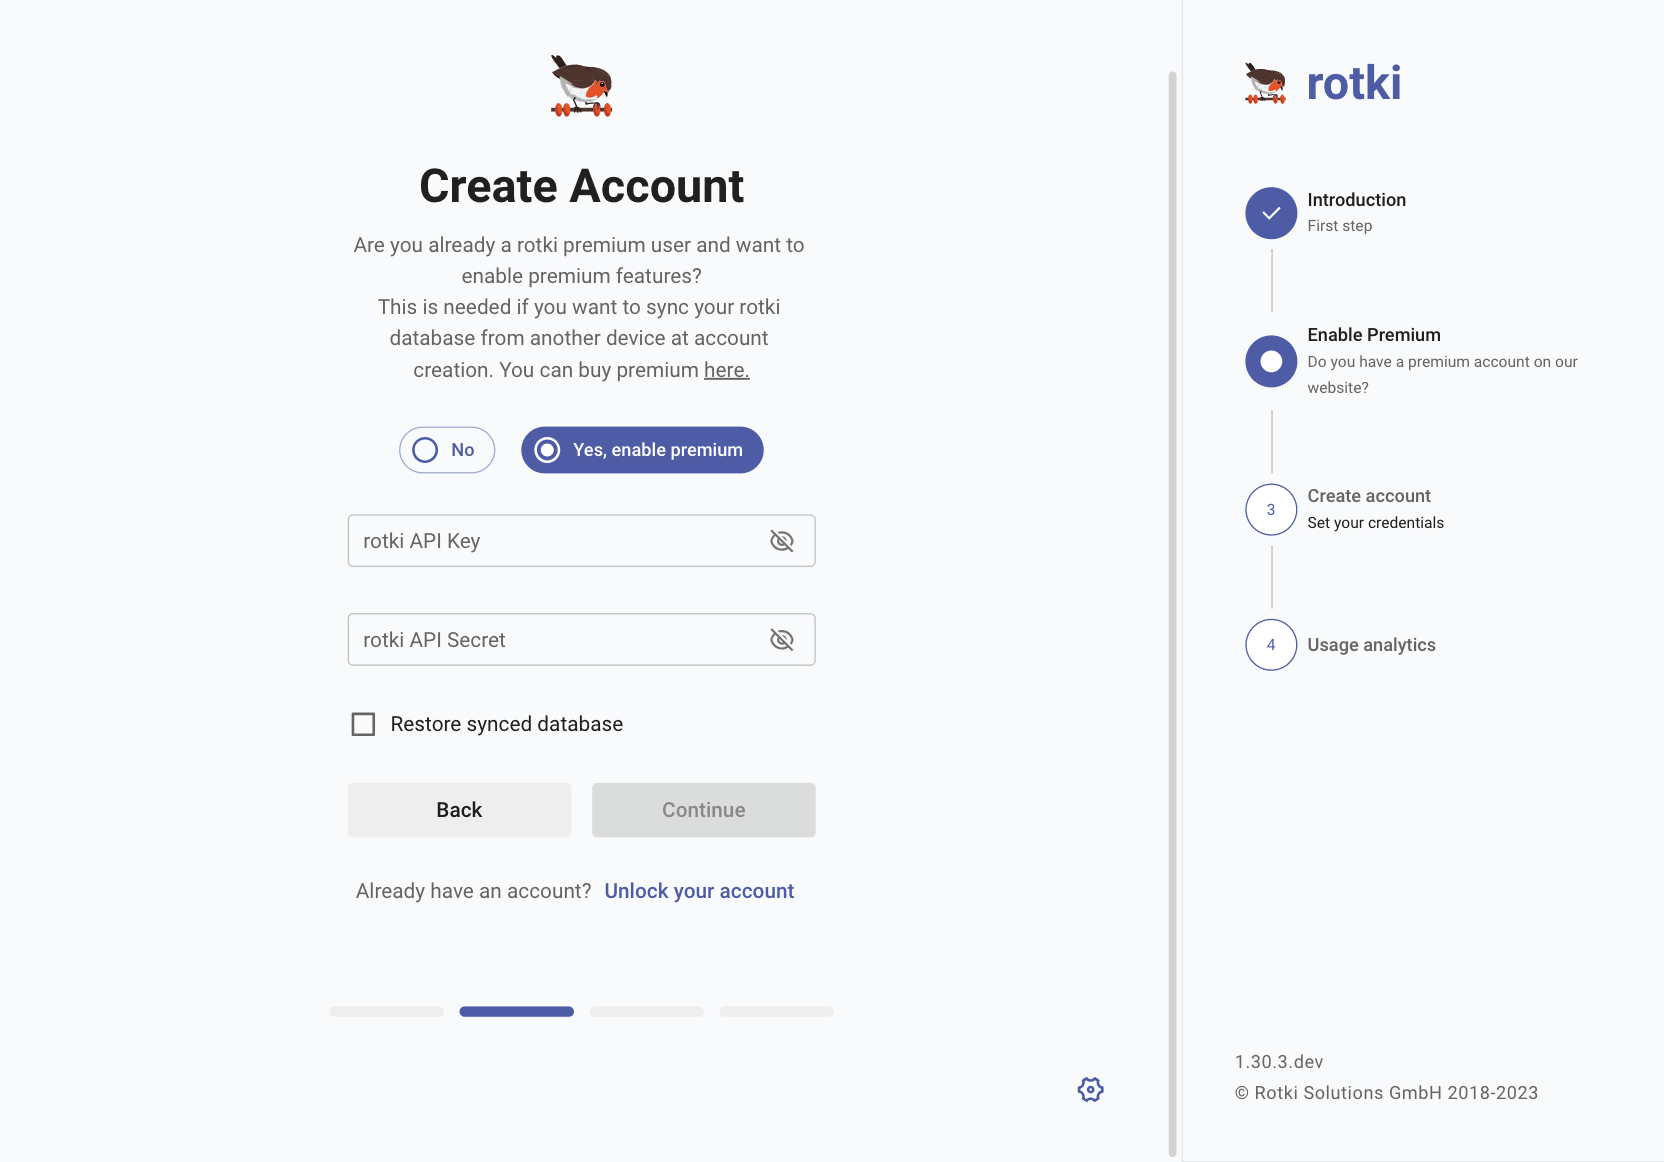 Create Account
Are you already a rotki premium user and want to
enable premium features?
This is needed if you want to sync your rotki
database from another device at account
creation. You can buy premium here.
No
Yes, enable premium
rotki API Key
rotki API Secret
Restore synced database
Back
Continue
Already have an account? Unlock your account
rotki
Introduction
First step
Enable Premium
Do you have a premium account on our
website?
3
Create account
Set your credentials
4
Usage analytics
1.30.3.dev
© Rotki Solutions GmbH 2018-2023